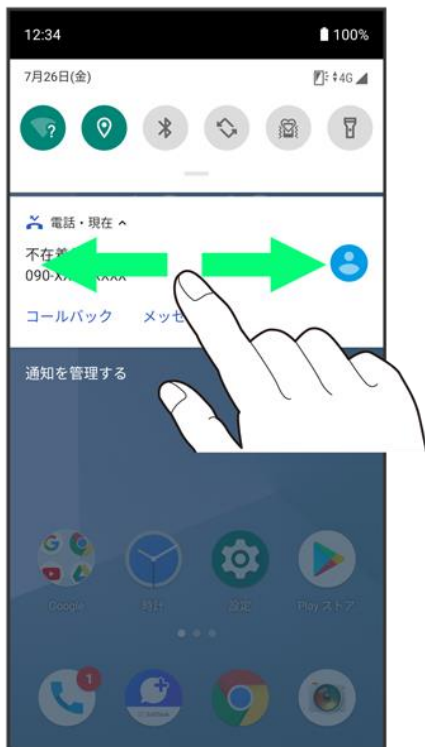 12:34
100%
7月26日(金)
4G
?
電話・現在
不在着
090-XX
コールバック
メッセ
通知を管理する
Google
時計
設定
Play ストア
1